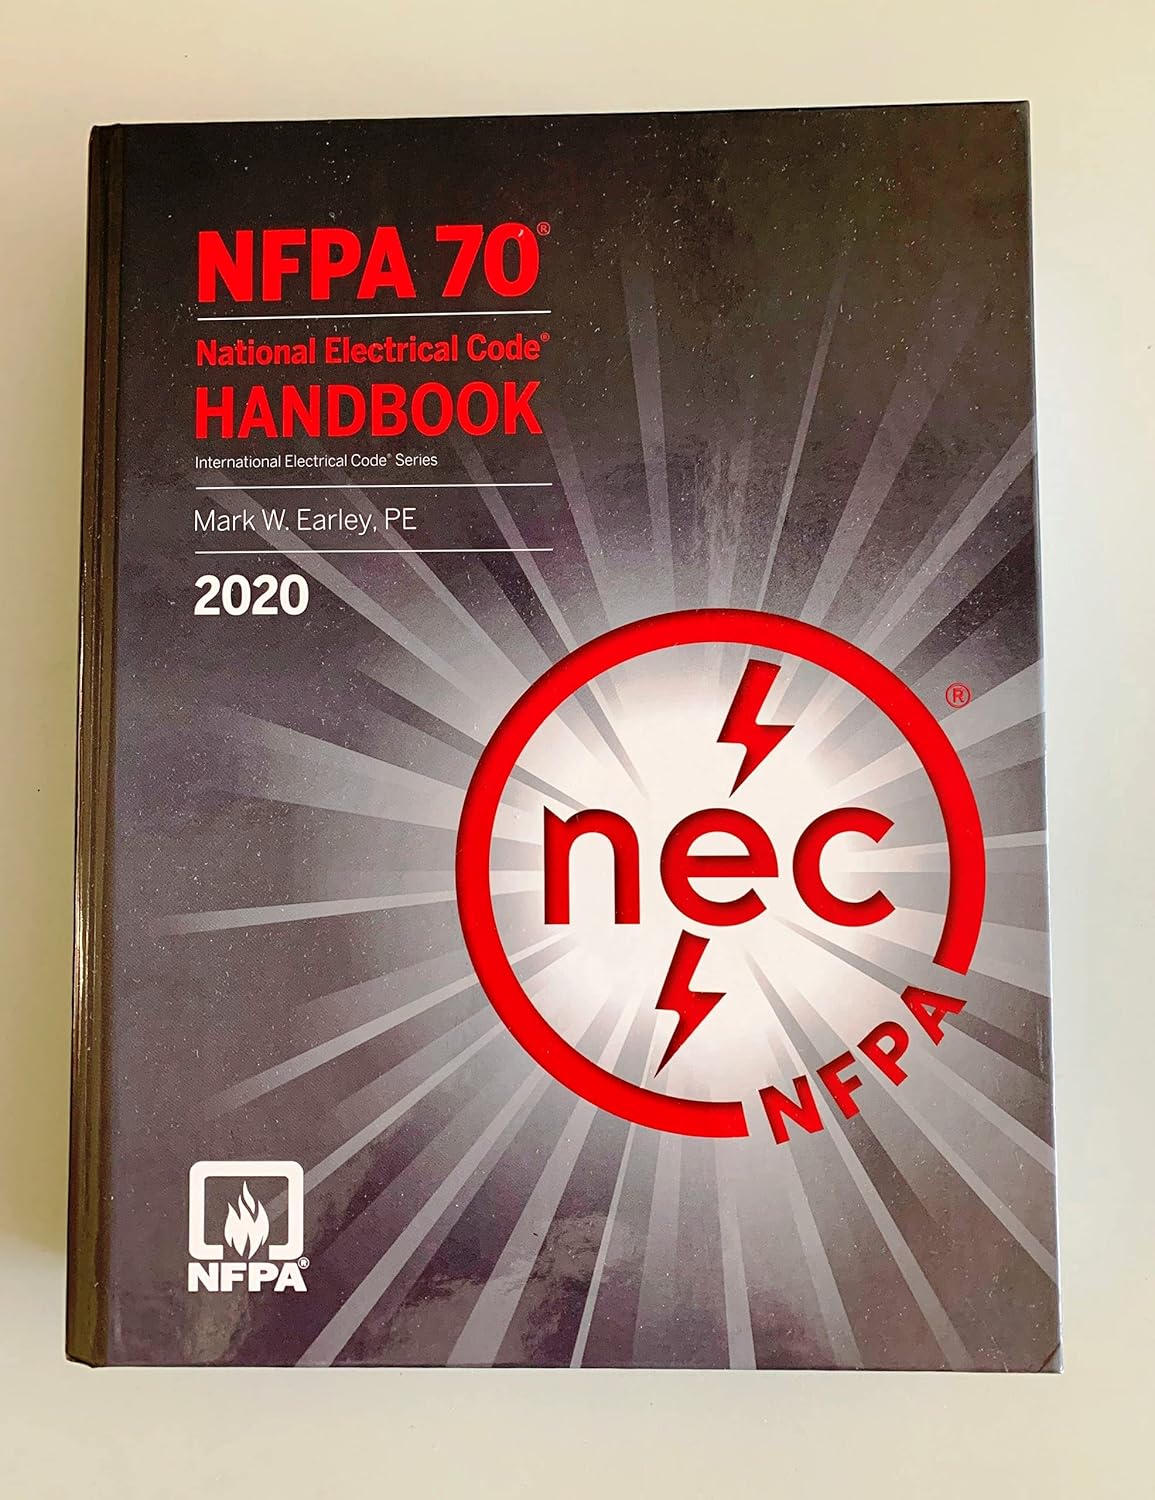 NFPA 70®
National Electrical Code®
HANDBOOK
International Electrical Code® Series
Mark W. Earley, PE
2020
®
nec
NFPA
NFPA®